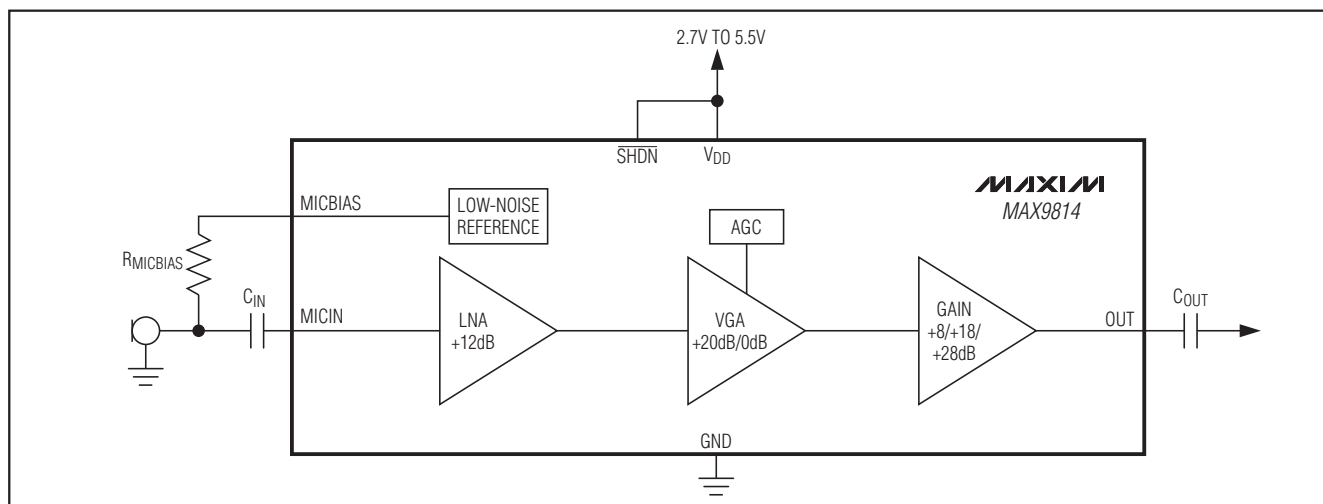 2.7V TO 5.5V
SHDN
VDD
MAXIM
MAX9814
MICBIAS
LOW-NOISE
REFERENCE
AGC
RMICBIAS
CIN
MICIN
LNA
+12dB
VGA
+20dB/0dB
GAIN
+8/+18/
+28dB
OUT
COUT
GND